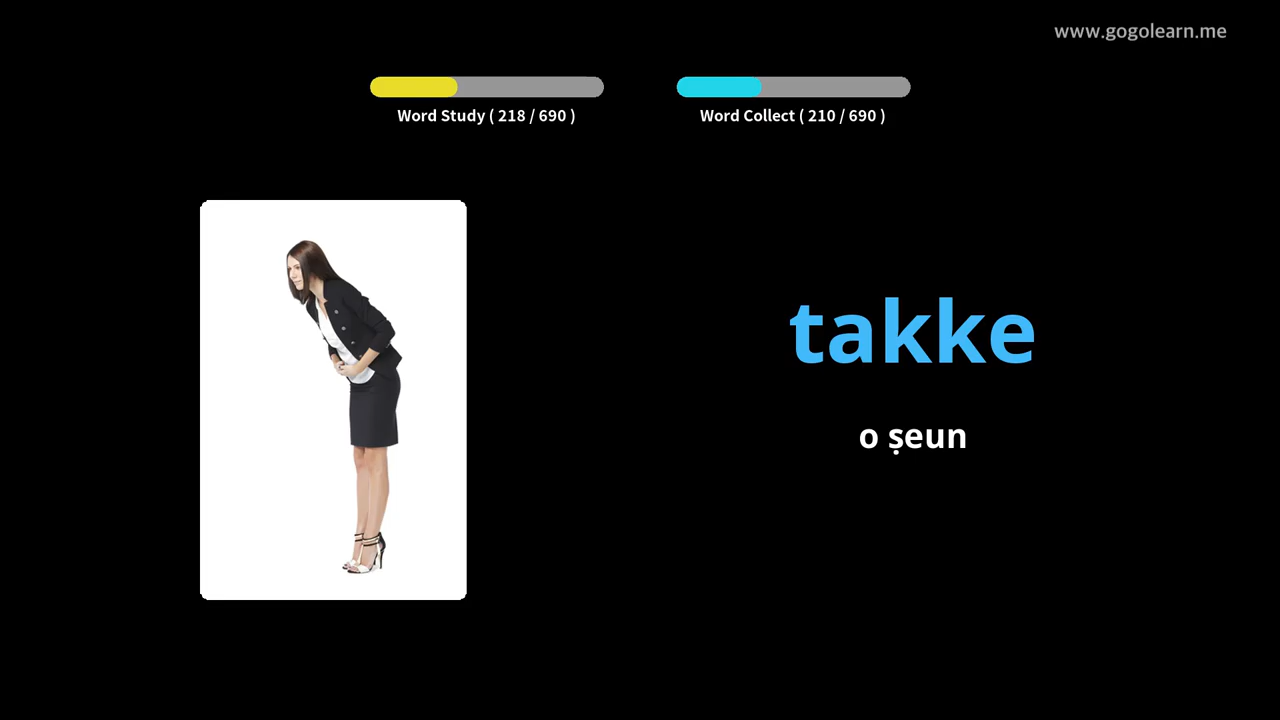 www.gogolearn.me
Word Study ( 218 / 690 )
Word Collect ( 210 / 690 )
takke
o ṣeun